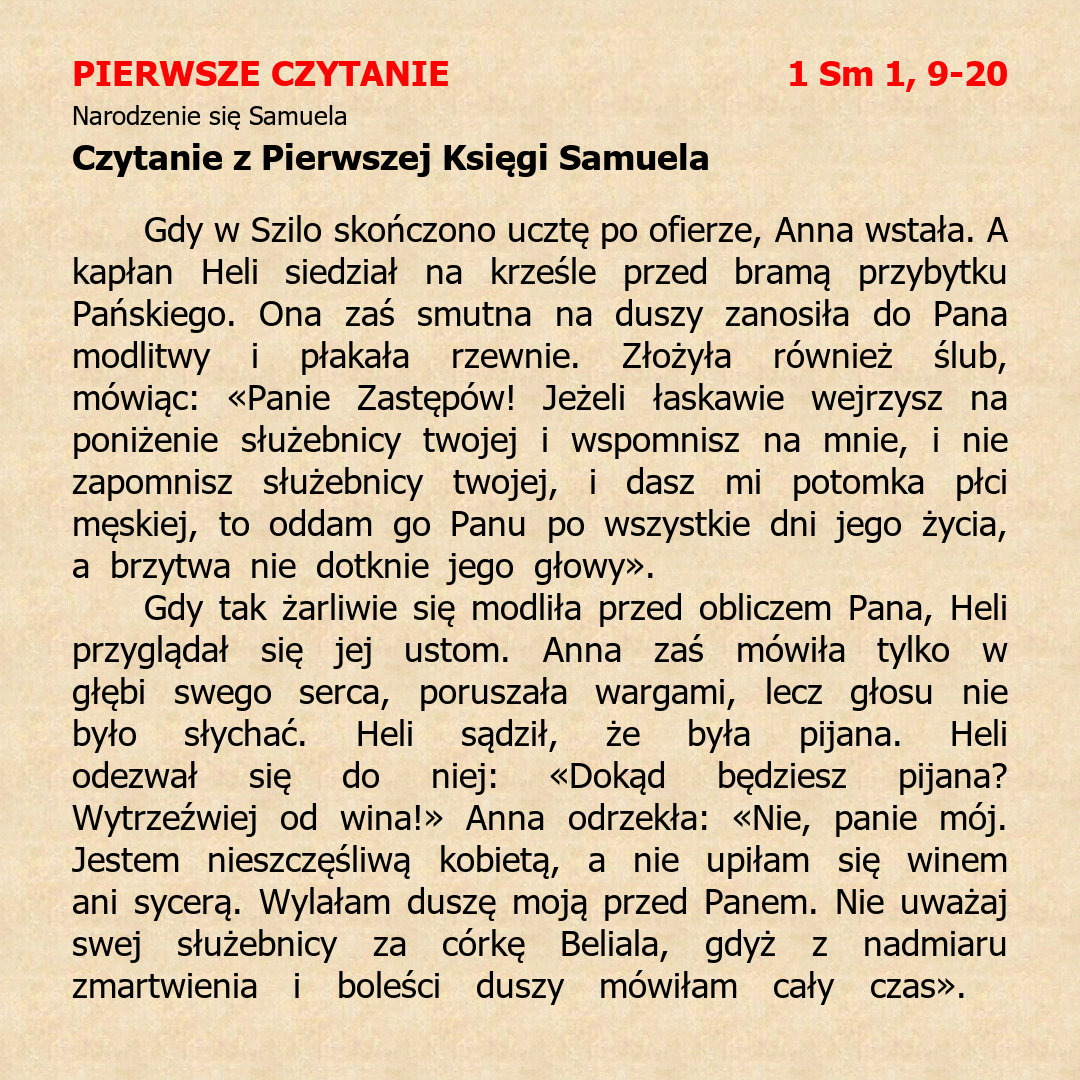 PIERWSZE CZYTANIE 1 Sm 1, 9-20
Narodzenie się Samuela
Czytanie z Pierwszej Księgi Samuela
Gdy w Szilo skończono ucztę po ofierze, Anna wstała. A
kapłan Heli siedział na krześle przed bramą przybytku
Pańskiego. Ona zaś smutna na duszy zanosiła do Pana
modlitwy i płakała rzewnie. Złożyła również ślub,
mówiąc: «Panie Zastępów! Jeżeli łaskawie wejrzysz na
poniżenie służebnicy twojej i wspomnisz na mnie, i nie
zapomnisz służebnicy twojej, i dasz mi potomka płci
męskiej, to oddam go Panu po wszystkie dni jego życia,
a brzytwa nie dotknie jego głowy».
Gdy tak żarliwie się modliła przed obliczem Pana, Heli
przyglądał się jej ustom. Anna zaś mówiła tylko w
głębi swego serca, poruszała wargami, lecz głosu nie
było słychać. Heli sądził, że była pijana. Heli
odezwał się do niej: «Dokąd będziesz pijana?
Wytrzeźwiej od wina!» Anna odrzekła: «Nie, panie mój.
Jestem nieszczęśliwą kobietą, a nie upiłam się winem
ani sycerą. Wylałam duszę moją przed Panem. Nie uważaj
swej służebnicy za córkę Beliala, gdyż z nadmiaru
zmartwienia i boleści duszy mówiłam cały czas».